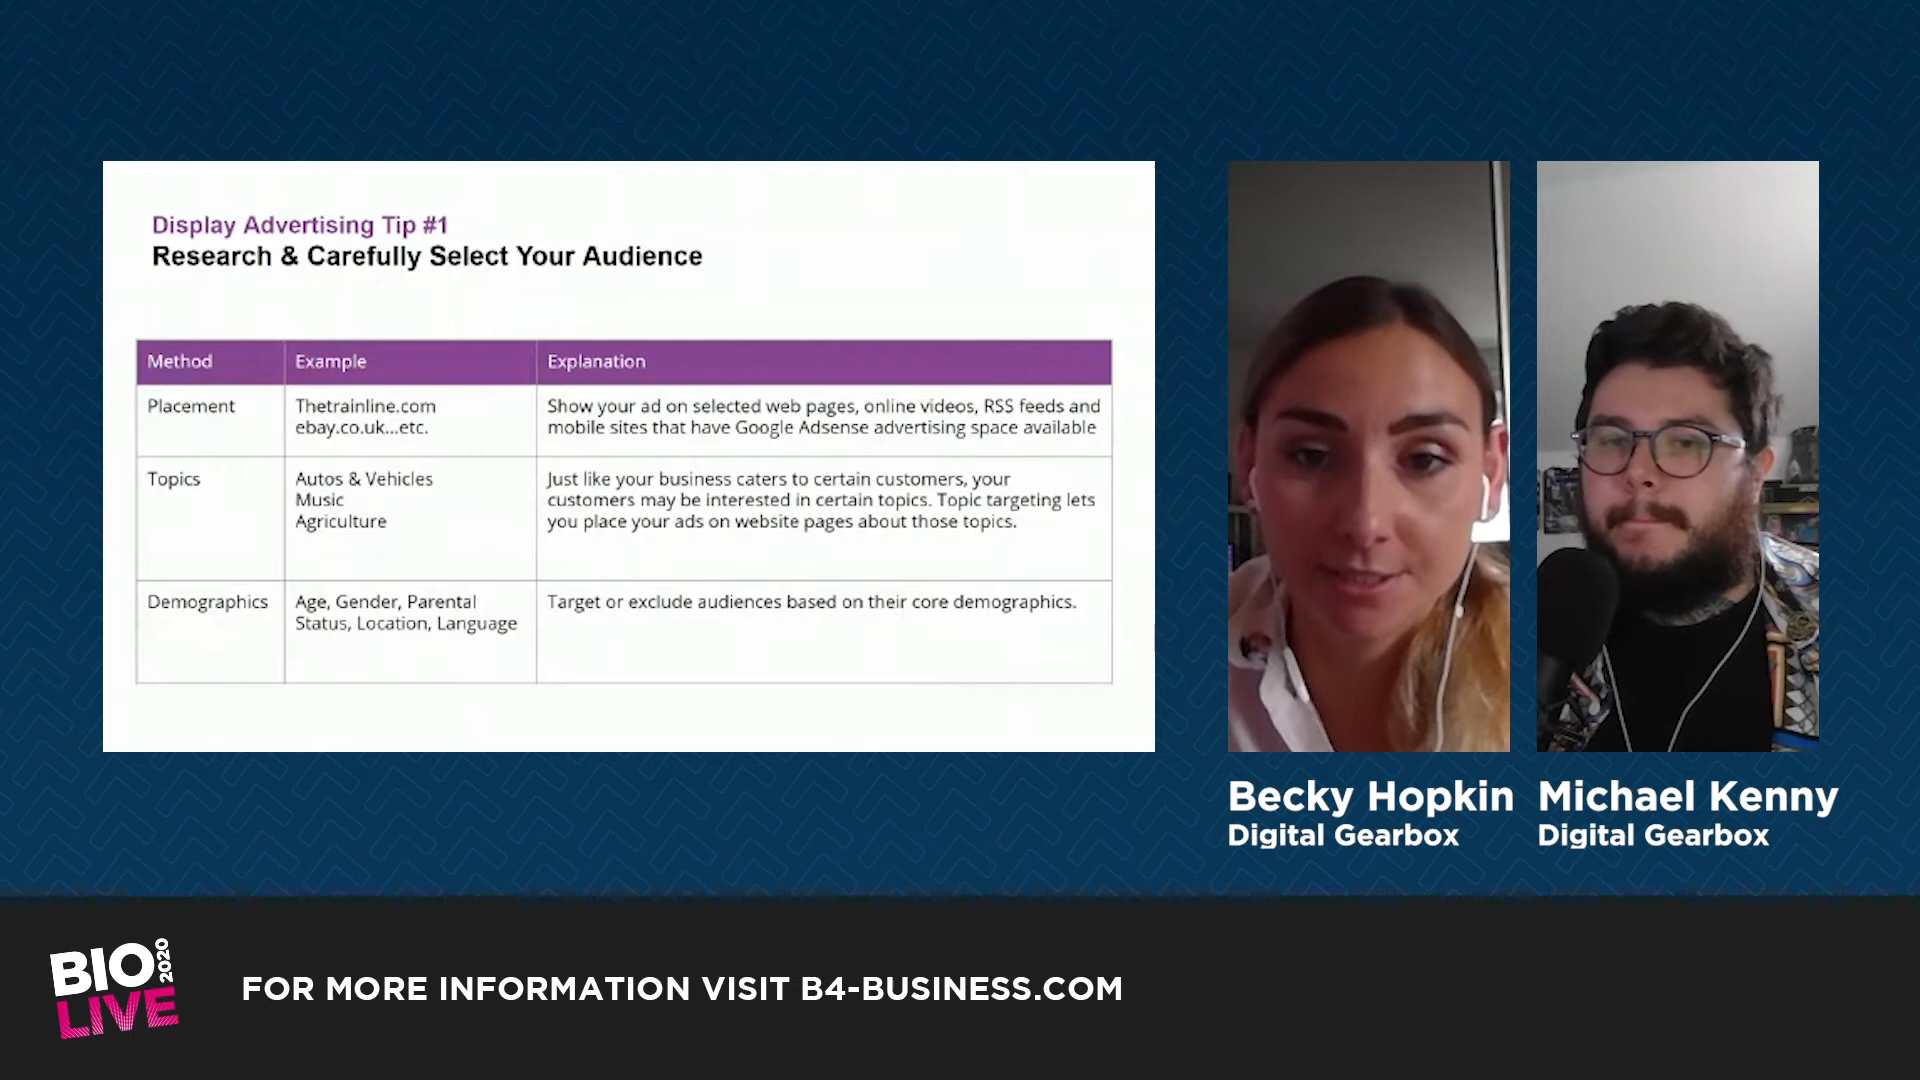 Display Advertising Tip #1
Research & Carefully Select Your Audience
Method Example Explanation
Placement Thetrainline.com Show your ad on selected web pages, online videos, RSS feeds and
ebay.co.uk...etc. mobile sites that have Google Adsense advertising space available
Topics Autos & Vehicles Just like your business caters to certain customers, your
Music customers may be interested in certain topics. Topic targeting lets
Agriculture you place your ads on website pages about those topics.
Demographics Age, Gender, Parental Target or exclude audiences based on their core demographics.
Status, Location, Language
Becky Hopkin Michael Kenny
Digital Gearbox Digital Gearbox
BIO 2020
LIVE
FOR MORE INFORMATION VISIT B4-BUSINESS.COM